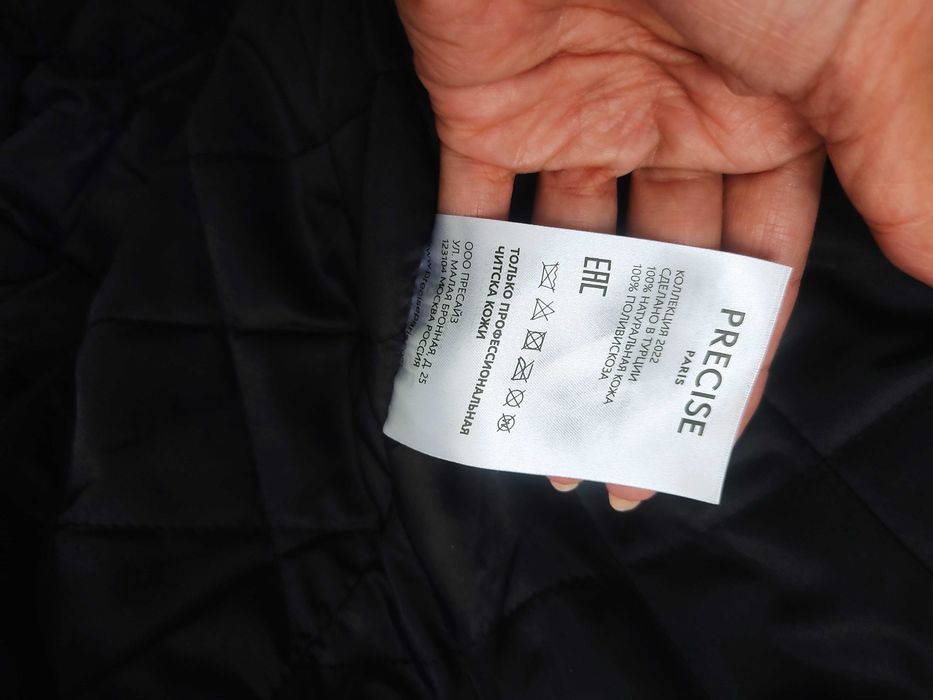 PRECISE
PARIS
КОЛЛЕКЦИЯ 2022
СДЕЛАНО В ТУРЦИИ
100% НАТУРАЛЬНАЯ КОЖА
100% ПОЛИВИСКОЗА
EAC
ТОЛЬКО ПРОФЕССИОНАЛЬНАЯ
ЧИТСКА КОЖИ
ООО ПРЕСАЙЗ
УЛ. МАЛАЯ БРОННАЯ, Д. 25
123104 МОСКВА РОССИЯ